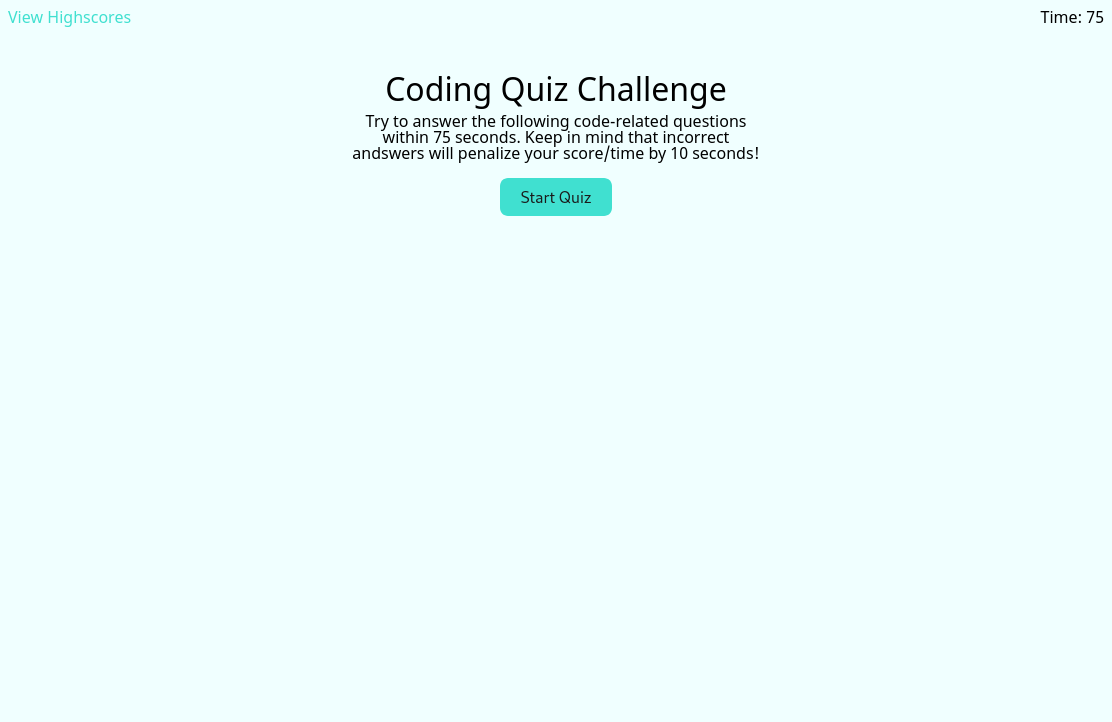 View Highscores
Time: 75
Coding Quiz Challenge
Try to answer the following code-related questions
within 75 seconds. Keep in mind that incorrect
andswers will penalize your score/time by 10 seconds!
Start Quiz